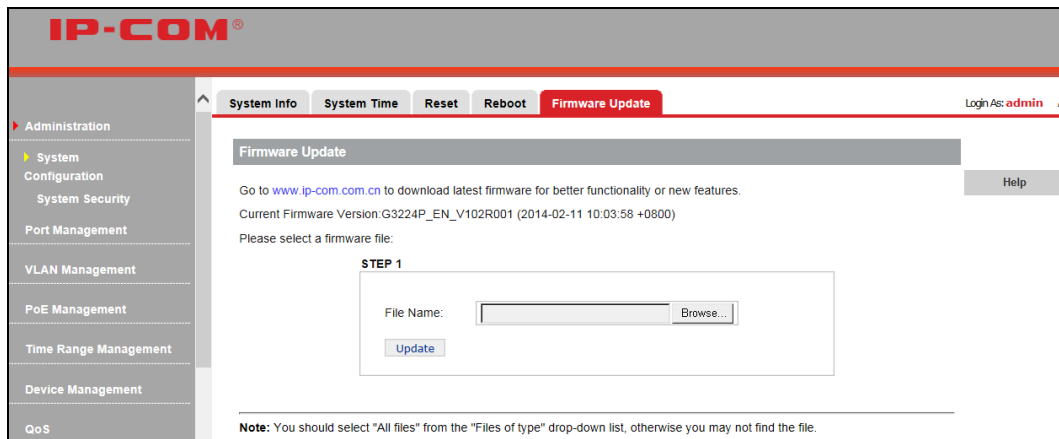 IP-COM®
System Info
System Time
Reset
Reboot
Firmware Update
Login As: admin
Administration
System
Configuration
System Security
Port Management
VLAN Management
PoE Management
Time Range Management
Device Management
QoS
Firmware Update
Go to www.ip-com.com.cn to download latest firmware for better functionality or new features.
Current Firmware Version:G3224P_EN_V102R001 (2014-02-11 10:03:58 +0800)
Please select a firmware file:
STEP 1
File Name:
Browse...
Update
Note: You should select "All files" from the "Files of type" drop-down list, otherwise you may not find the file.
Help